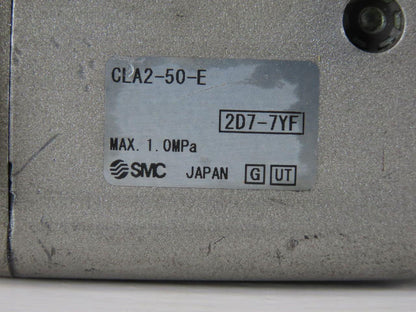 CLA2-50-E
2D7-7YF
MAX. 1.0MPa
SMC JAPAN G UT